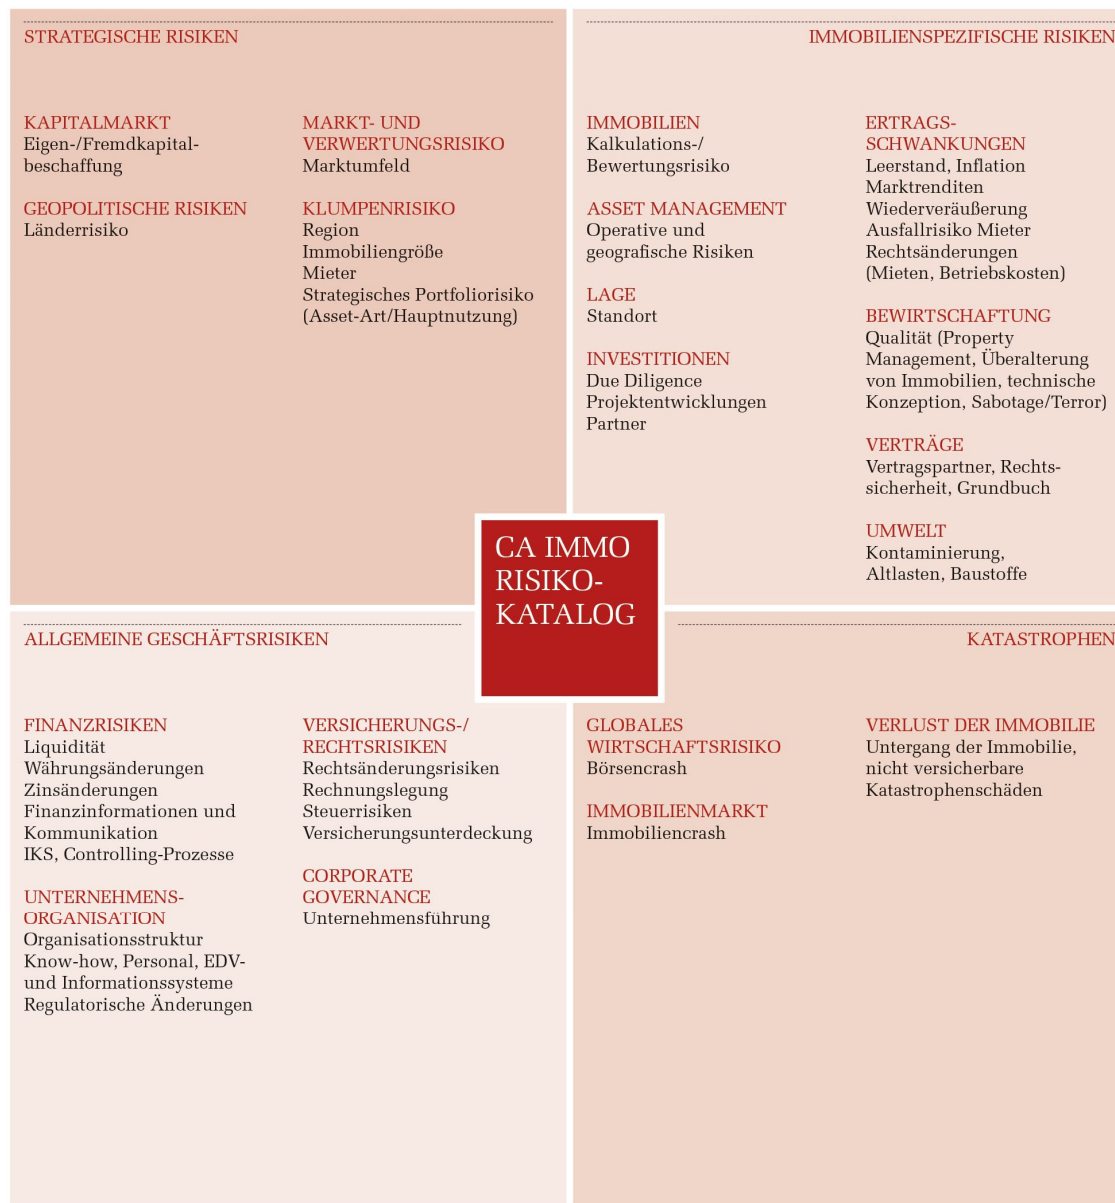 STRATEGISCHE RISIKEN
KAPITALMARKT
Eigen-/Fremdkapital-
beschaffung
GEOPOLITISCHE RISIKEN
Länderrisiko
MARKT- UND
VERWERTUNGSRISIKO
Marktumfeld
KLUMPENRISIKO
Region
Immobiliengröße
Mieter
Strategisches Portfoliorisiko
(Asset-Art/Hauptnutzung)
IMMOBILIENSPEZIFISCHE RISIKEN
IMMOBILIEN
Kalkulations-/
Bewertungsrisiko
ASSET MANAGEMENT
Operative und
geografische Risiken
LAGE
Standort
INVESTITIONEN
Due Diligence
Projektentwicklungen
Partner
ERTRAGS-
SCHWANKUNGEN
Leerstand, Inflation
Marktrenditen
Wiederveräußerung
Ausfallrisiko Mieter
Rechtsänderungen
(Mieten, Betriebskosten)
BEWIRTSCHAFTUNG
Qualität (Property
Management, Überalterung
von Immobilien, technische
Konzeption, Sabotage/Terror)
VERTRÄGE
Vertragspartner, Rechts-
sicherheit, Grundbuch
UMWELT
Kontaminierung,
Altlasten, Baustoffe
CA IMMO
RISIKO-
KATALOG
ALLGEMEINE GESCHÄFTSRISIKEN
FINANZRISIKEN
Liquidität
Währungsänderungen
Zinsänderungen
Finanzinformationen und
Kommunikation
IKS, Controlling-Prozesse
UNTERNEHMENS-
ORGANISATION
Organisationsstruktur
Know-how, Personal, EDV-
und Informationssysteme
Regulatorische Änderungen
VERSICHERUNGS-/
RECHTSRISIKEN
Rechtsänderungsrisiken
Rechnungslegung
Steuerrisiken
Versicherungsunterdeckung
CORPORATE
GOVERNANCE
Unternehmensführung
KATASTROPHEN
GLOBALES
WIRTSCHAFTSRISIKO
Börsencrash
IMMOBILIENMARKT
Immobiliencrash
VERLUST DER IMMOBILIE
Untergang der Immobilie,
nicht versicherbare
Katastrophenschäden